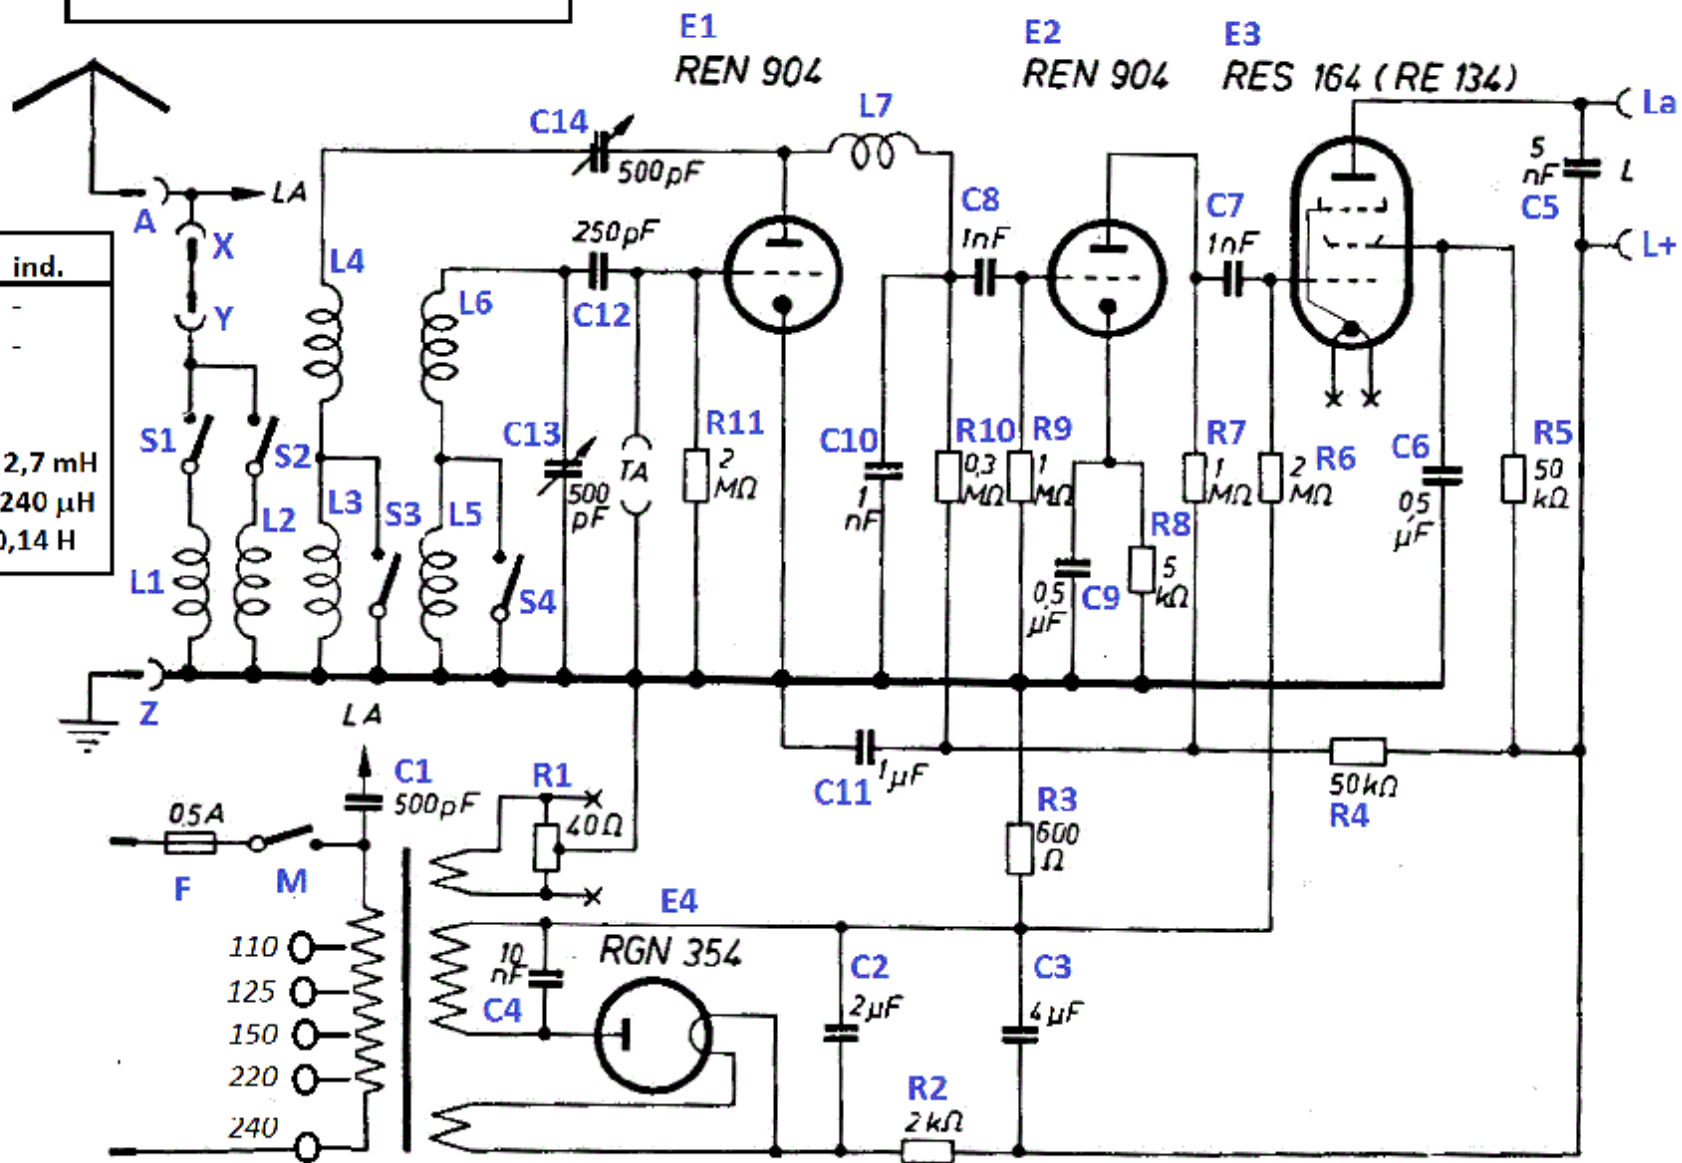 E1
REN 904
E2
REN 904
E3
RES 164 (RE 134)
La
L7
C14
500pF
5
nF
L
C5
L+
LA
A
X
Y
250pF
C12
C8
1nF
C7
1nF
ind.
-
-
2,7 mH
240 µH
0,14 H
L4
L6
S1
S2
C13
500
pF
TA
R11
2
MΩ
C10
1
nF
R10
0,3
MΩ
R9
1
MΩ
R7
1
MΩ
R6
2
MΩ
C6
0,5
µF
R5
50
kΩ
L1
L2
L3
S3
L5
S4
0,5
µF
C9
R8
5
kΩ
Z
LA
C1
500pF
R1
40Ω
C11
1µF
R3
600
Ω
50kΩ
R4
0,5A
F
M
E4
RGN 354
10
nF
C4
C2
2µF
C3
4µF
R2
2kΩ
110
125
150
220
240